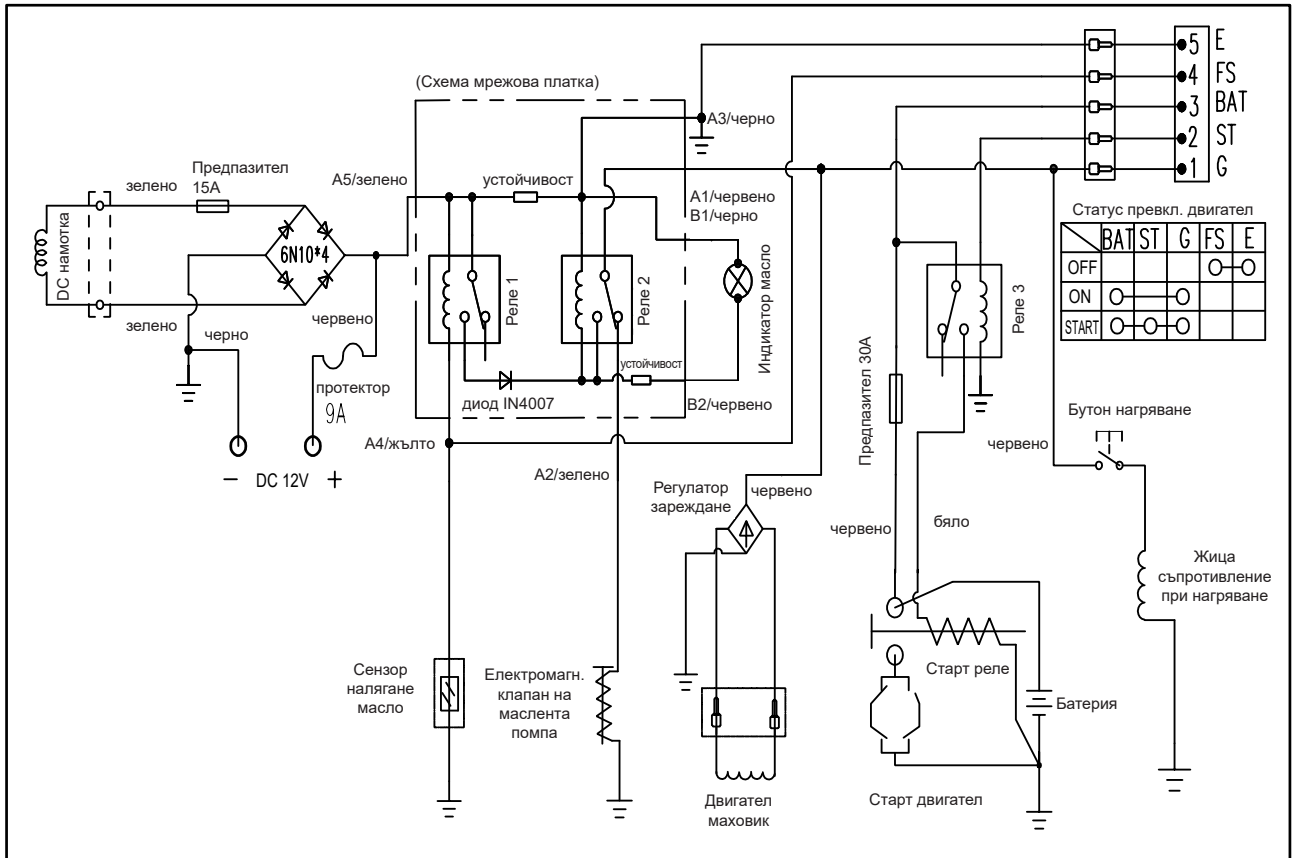 (Схема мрежова платка)
5 E
4 FS
3 BAT
2 ST
1 G
A3/черно
Предпазител
15A
зелено
A5/зелено
устойчивост
A1/червено
B1/черно
DC намотка
6N10*4
Реле 1
Реле 2
Индикатор масло
Статус превкл. двигател
BAT ST G FS E
OFF
ON
START
Реле 3
зелено
черно
червено
протектор
9A
устойчивост
диод IN4007
B2/червено
Предпазител 30A
Бутон нагряване
червено
A4/жълто
− DC 12V +
A2/зелено
Регулатор
зареждане
червено
червено
бяло
Жица
съпротивление
при нагряване
Сензор
налягане
масло
Електромагн.
клапан на
маслента
помпа
Старт реле
Батерия
Двигател
маховик
Старт двигател